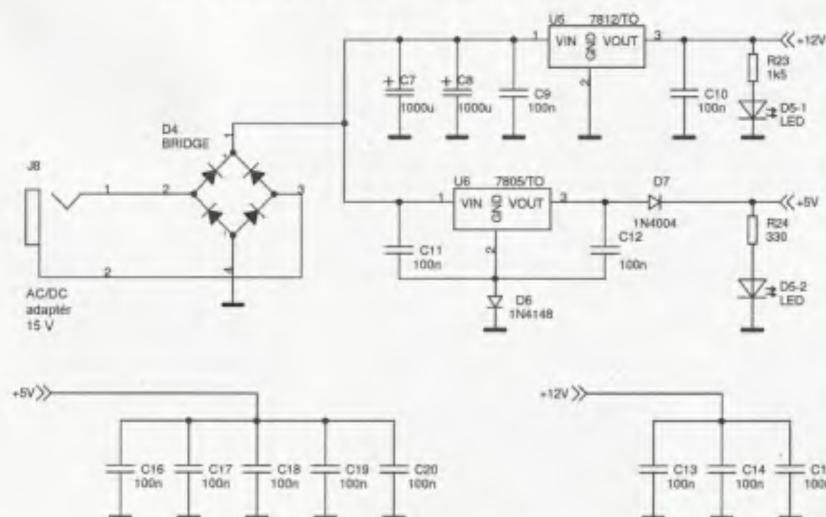 U5 7812/TO
1 VIN VOUT 3
GND
2
+12V
C7
1000u
C8
1000u
C9
100n
C10
100n
R23
1k5
D5-1
LED
D4
BRIDGE
1
2
3
4
J8
1
2
AC/DC
adaptér
15 V
U6 7805/TO
1 VIN VOUT 3
GND
2
D7
1N4004
+5V
C11
100n
C12
100n
R24
330
D6
1N4148
D5-2
LED
+5V
C16
100n
C17
100n
C18
100n
C19
100n
C20
100n
+12V
C13
100n
C14
100n